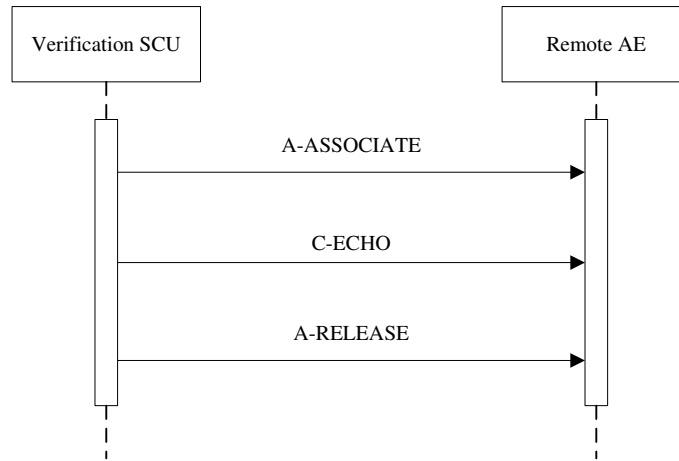 Verification SCU
Remote AE
A-ASSOCIATE
C-ECHO
A-RELEASE